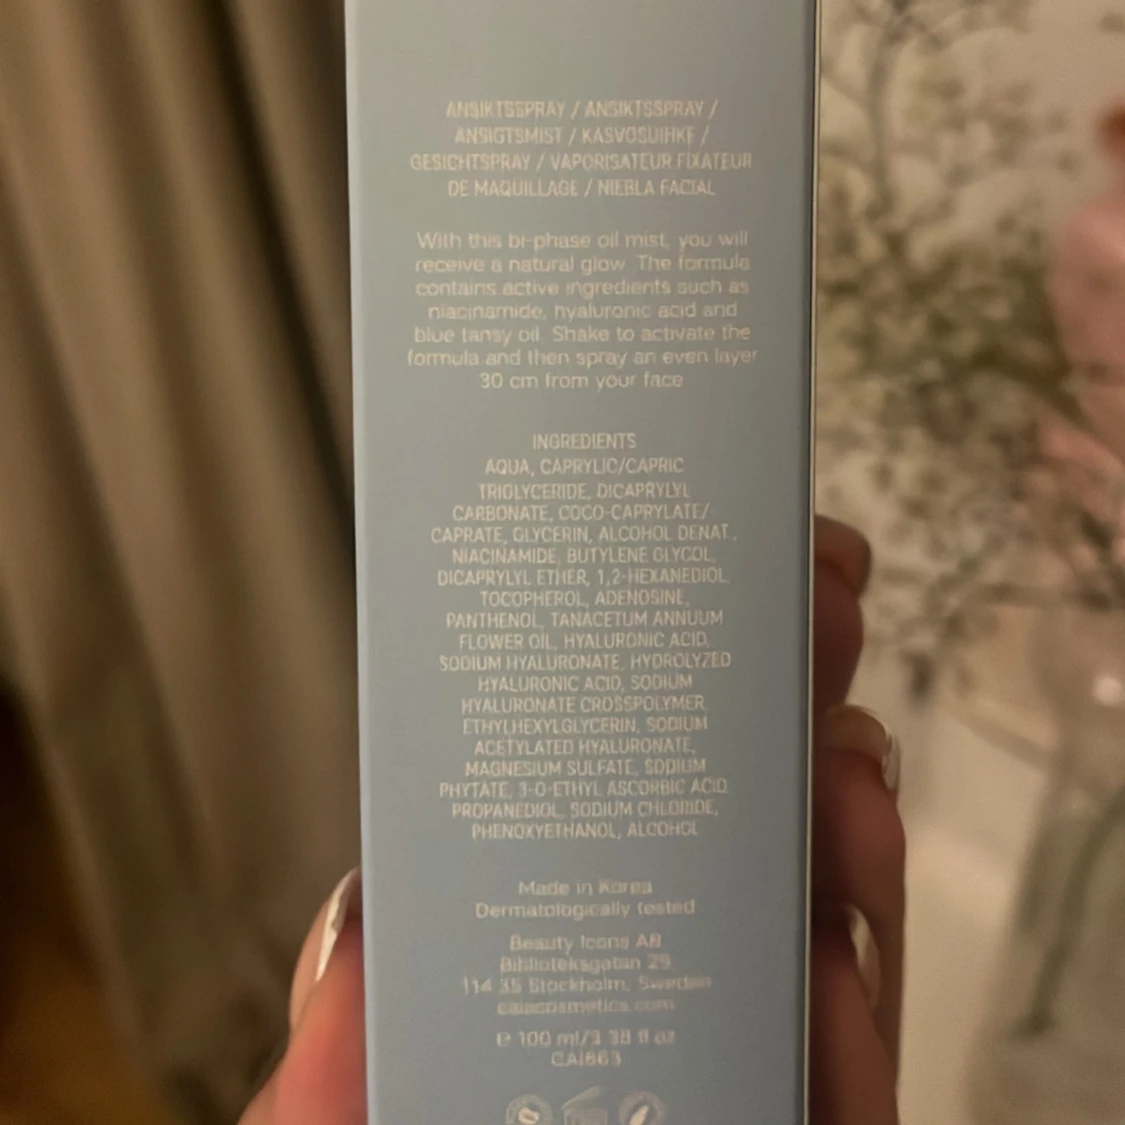 ANSIKTSSPRAY / ANSIKTSSPRAY /
ANSIGTSMIST / KASVOSUIHKE /
GESICHTSPRAY / VAPORISATEUR FIXATEUR
DE MAQUILLAGE / NIEBLA FACIAL
With this bi-phase oil mist, you will
receive a natural glow. The formula
contains active ingredients such as
niacinamide, hyaluronic acid and
blue tansy oil. Shake to activate the
formula and then spray an even layer
30 cm from your face
INGREDIENTS
AQUA, CAPRYLIC/CAPRIC
TRIGLYCERIDE, DICAPRYLYL
CARBONATE, COCO-CAPRYLATE/
CAPRATE, GLYCERIN, ALCOHOL DENAT.,
NIACINAMIDE, BUTYLENE GLYCOL,
DICAPRYLYL ETHER, 1,2-HEXANEDIOL,
TOCOPHEROL, ADENOSINE,
PANTHENOL, TANACETUM ANNUUM
FLOWER OIL, HYALURONIC ACID,
SODIUM HYALURONATE, HYDROLYZED
HYALURONIC ACID, SODIUM
HYALURONATE CROSSPOLYMER,
ETHYLHEXYLGLYCERIN, SODIUM
ACETYLATED HYALURONATE,
MAGNESIUM SULFATE, SODIUM
PHYTATE, 3-O-ETHYL ASCORBIC ACID,
PROPANEDIOL, SODIUM CHLORIDE,
PHENOXYETHANOL, ALCOHOL
Made in Korea
Dermatologically tested
Beauty Icons AB
Biblioteksgatan 29
114 35 Stockholm, Sweden
caiacosmetics.com
e 100 ml/3.38 fl oz
CAI663